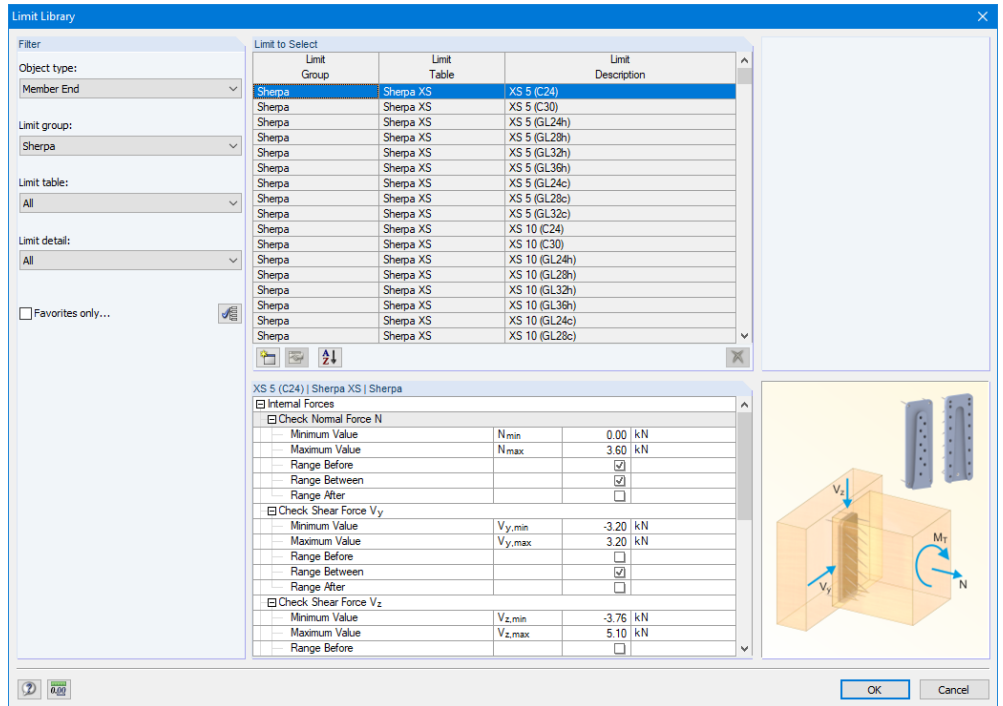 Limit Library
Filter
Object type:
Member End
Limit group:
Sherpa
Limit table:
All
Limit detail:
All
Favorites only...
Limit to Select
Limit Group Limit Table Limit Description
Sherpa Sherpa XS XS 5 (C24)
Sherpa Sherpa XS XS 5 (C30)
Sherpa Sherpa XS XS 5 (GL24h)
Sherpa Sherpa XS XS 5 (GL28h)
Sherpa Sherpa XS XS 5 (GL32h)
Sherpa Sherpa XS XS 5 (GL36h)
Sherpa Sherpa XS XS 5 (GL24c)
Sherpa Sherpa XS XS 5 (GL28c)
Sherpa Sherpa XS XS 5 (GL32c)
Sherpa Sherpa XS XS 10 (C24)
Sherpa Sherpa XS XS 10 (C30)
Sherpa Sherpa XS XS 10 (GL24h)
Sherpa Sherpa XS XS 10 (GL28h)
Sherpa Sherpa XS XS 10 (GL32h)
Sherpa Sherpa XS XS 10 (GL36h)
Sherpa Sherpa XS XS 10 (GL24c)
Sherpa Sherpa XS XS 10 (GL28c)
A Z
XS 5 (C24) | Sherpa XS | Sherpa
Internal Forces
Check Normal Force N
Minimum Value Nmin 0.00 kN
Maximum Value Nmax 3.60 kN
Range Before
Range Between
Range After
Check Shear Force Vy
Minimum Value Vy,min -3.20 kN
Maximum Value Vy,max 3.20 kN
Range Before
Range Between
Range After
Check Shear Force Vz
Minimum Value Vz,min -3.76 kN
Maximum Value Vz,max 5.10 kN
Range Before
Vz
MT
Vy
N
0.00
OK
Cancel